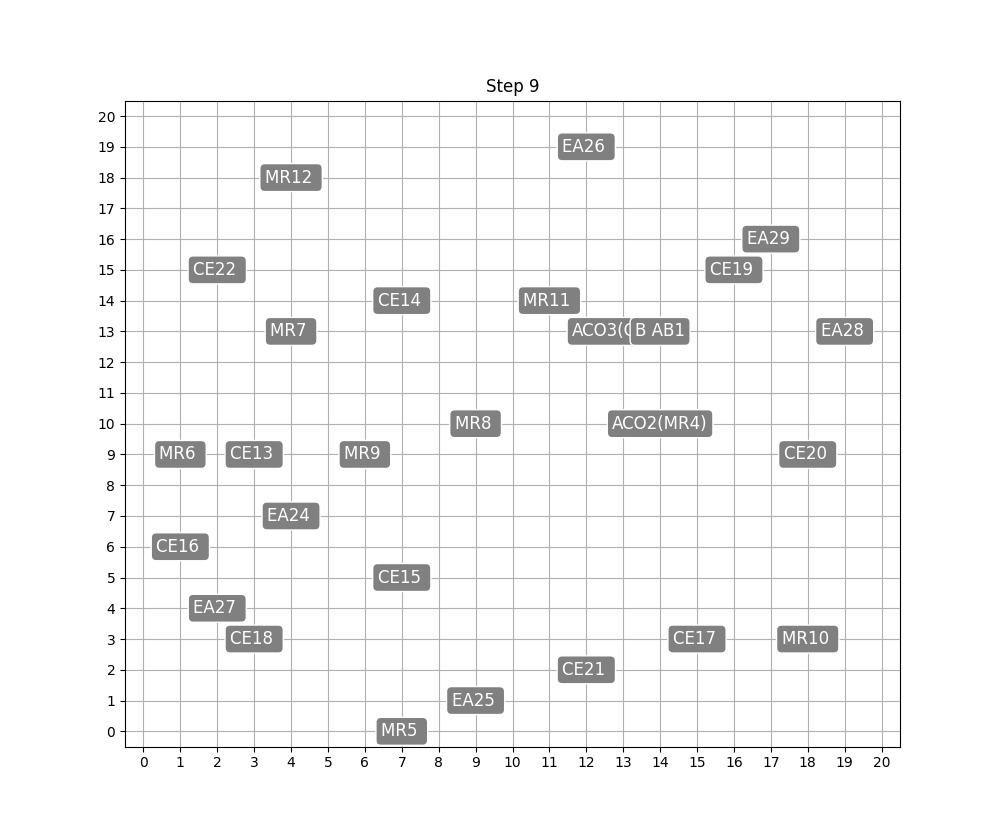 Step 9
20
19
EA26
18
MR12
17
16
EA29
15
CE22
CE19
14
CE14
MR11
13
MR7
B AB1
EA28
12
11
10
MR8
ACO2(MR4)
9
MR6
CE13
MR9
CE20
8
7
EA24
6
CE16
5
CE15
4
EA27
3
CE18
CE17
MR10
2
CE21
1
EA25
0
MR5
0 1 2 3 4 5 6 7 8 9 10 11 12 13 14 15 16 17 18 19 20